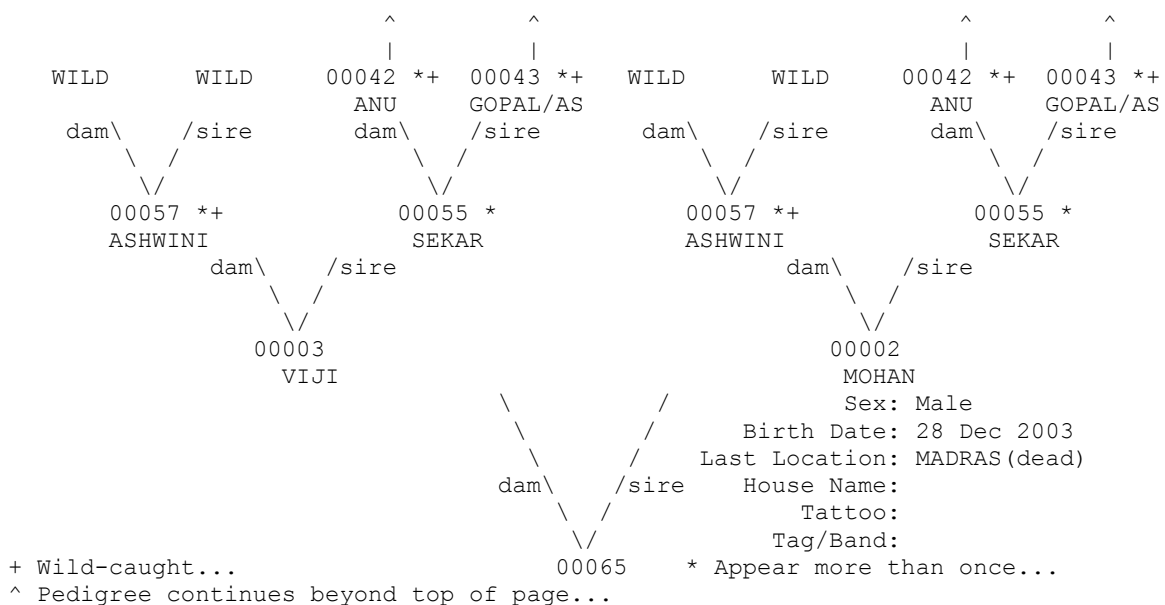 ^ ^ ^ ^
| | | |
WILD WILD 00042 *+ 00043 *+ WILD WILD 00042 *+ 00043 *+
ANU GOPAL/AS ANU GOPAL/AS
dam\ /sire dam\ /sire dam\ /sire dam\ /sire
\ / \ / \ / \ /
\/ \/ \/ \/
00057 *+ 00055 * 00057 *+ 00055 *
ASHWINI SEKAR ASHWINI SEKAR
dam\ /sire dam\ /sire
\ / \ /
\/ \/
00003 00002
VIJI MOHAN
\ / Sex: Male
\ / Birth Date: 28 Dec 2003
\ / Last Location: MADRAS(dead)
dam\ /sire House Name:
\ / Tattoo:
\/ Tag/Band:
+ Wild-caught... 00065 * Appear more than once...
^ Pedigree continues beyond top of page...